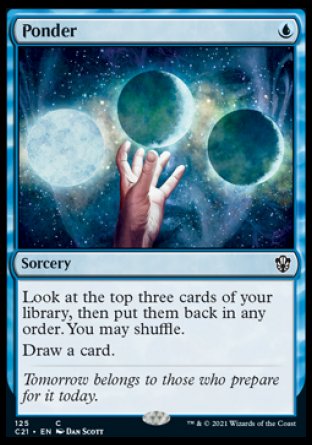 Ponder
Sorcery
Look at the top three cards of your
library, then put them back in any
order. You may shuffle.
Draw a card.
Tomorrow belongs to those who prepare
for it today.
125 C
C21 • EN DAN SCOTT
™ & © 2021 Wizards of the Coast